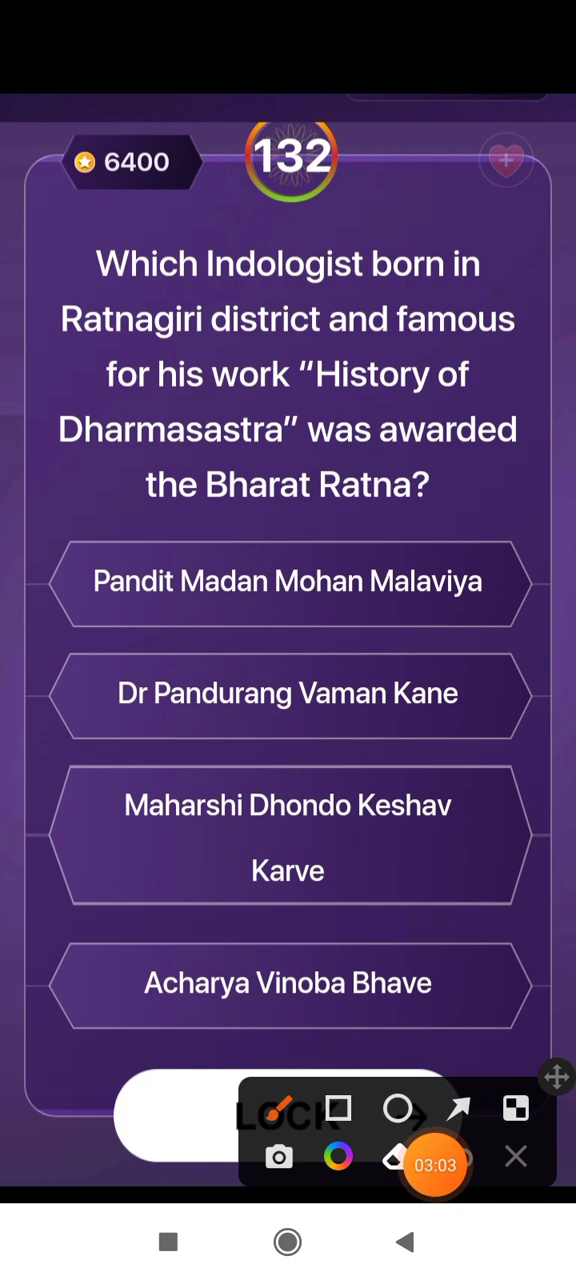 6400
132
Which Indologist born in
Ratnagiri district and famous
for his work “History of
Dharmasastra” was awarded
the Bharat Ratna?
Pandit Madan Mohan Malaviya
Dr Pandurang Vaman Kane
Maharshi Dhondo Keshav
Karve
Acharya Vinoba Bhave
LOCK
03:03